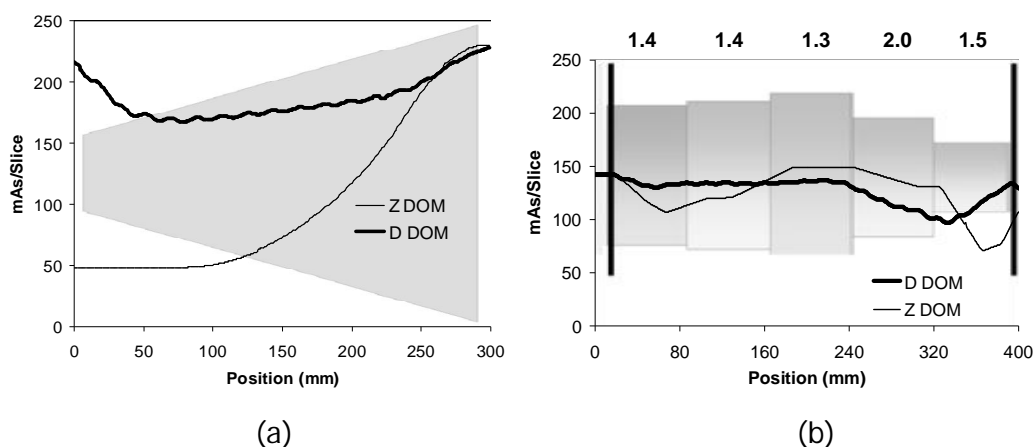 250
200
150
100
50
0
mAs/Slice
Z DOM
D DOM
0 50 100 150 200 250 300
Position (mm)
(a)
1.4 1.4 1.3 2.0 1.5
250
200
150
100
50
0
mAs/Slice
D DOM
Z DOM
0 80 160 240 320 400
Position (mm)
(b)